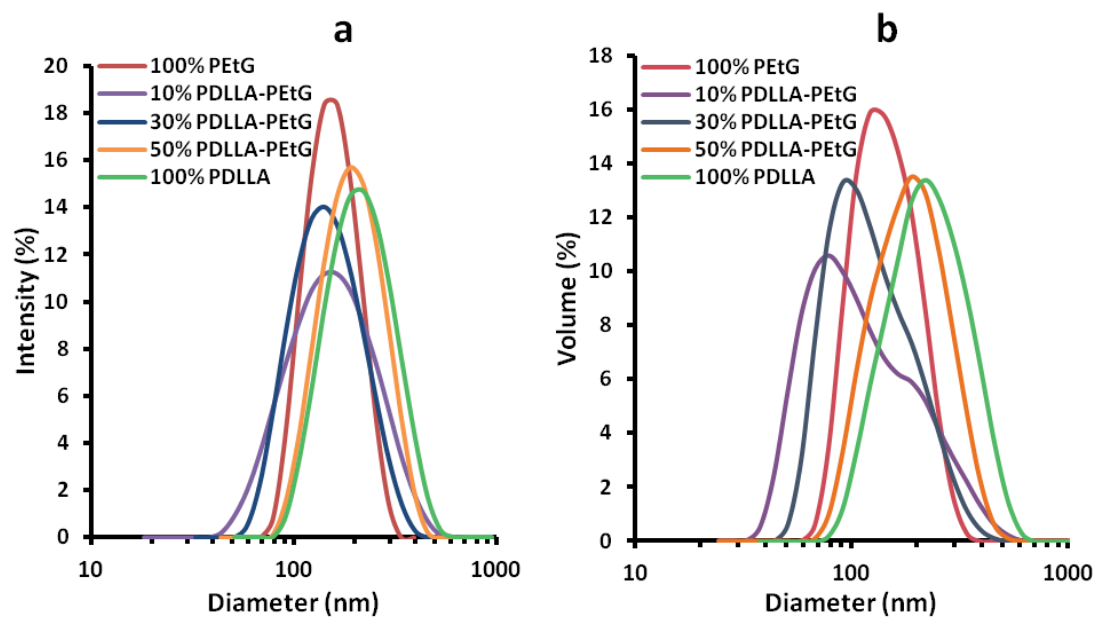 a
20
18
16
14
12
10
8
6
4
2
0
Intensity (%)
100% PEtG
10% PDLLA-PEtG
30% PDLLA-PEtG
50% PDLLA-PEtG
100% PDLLA
10
100
1000
Diameter (nm)
b
18
16
14
12
10
8
6
4
2
0
Volume (%)
100% PEtG
10% PDLLA-PEtG
30% PDLLA-PEtG
50% PDLLA-PEtG
100% PDLLA
10
100
1000
Diameter (nm)